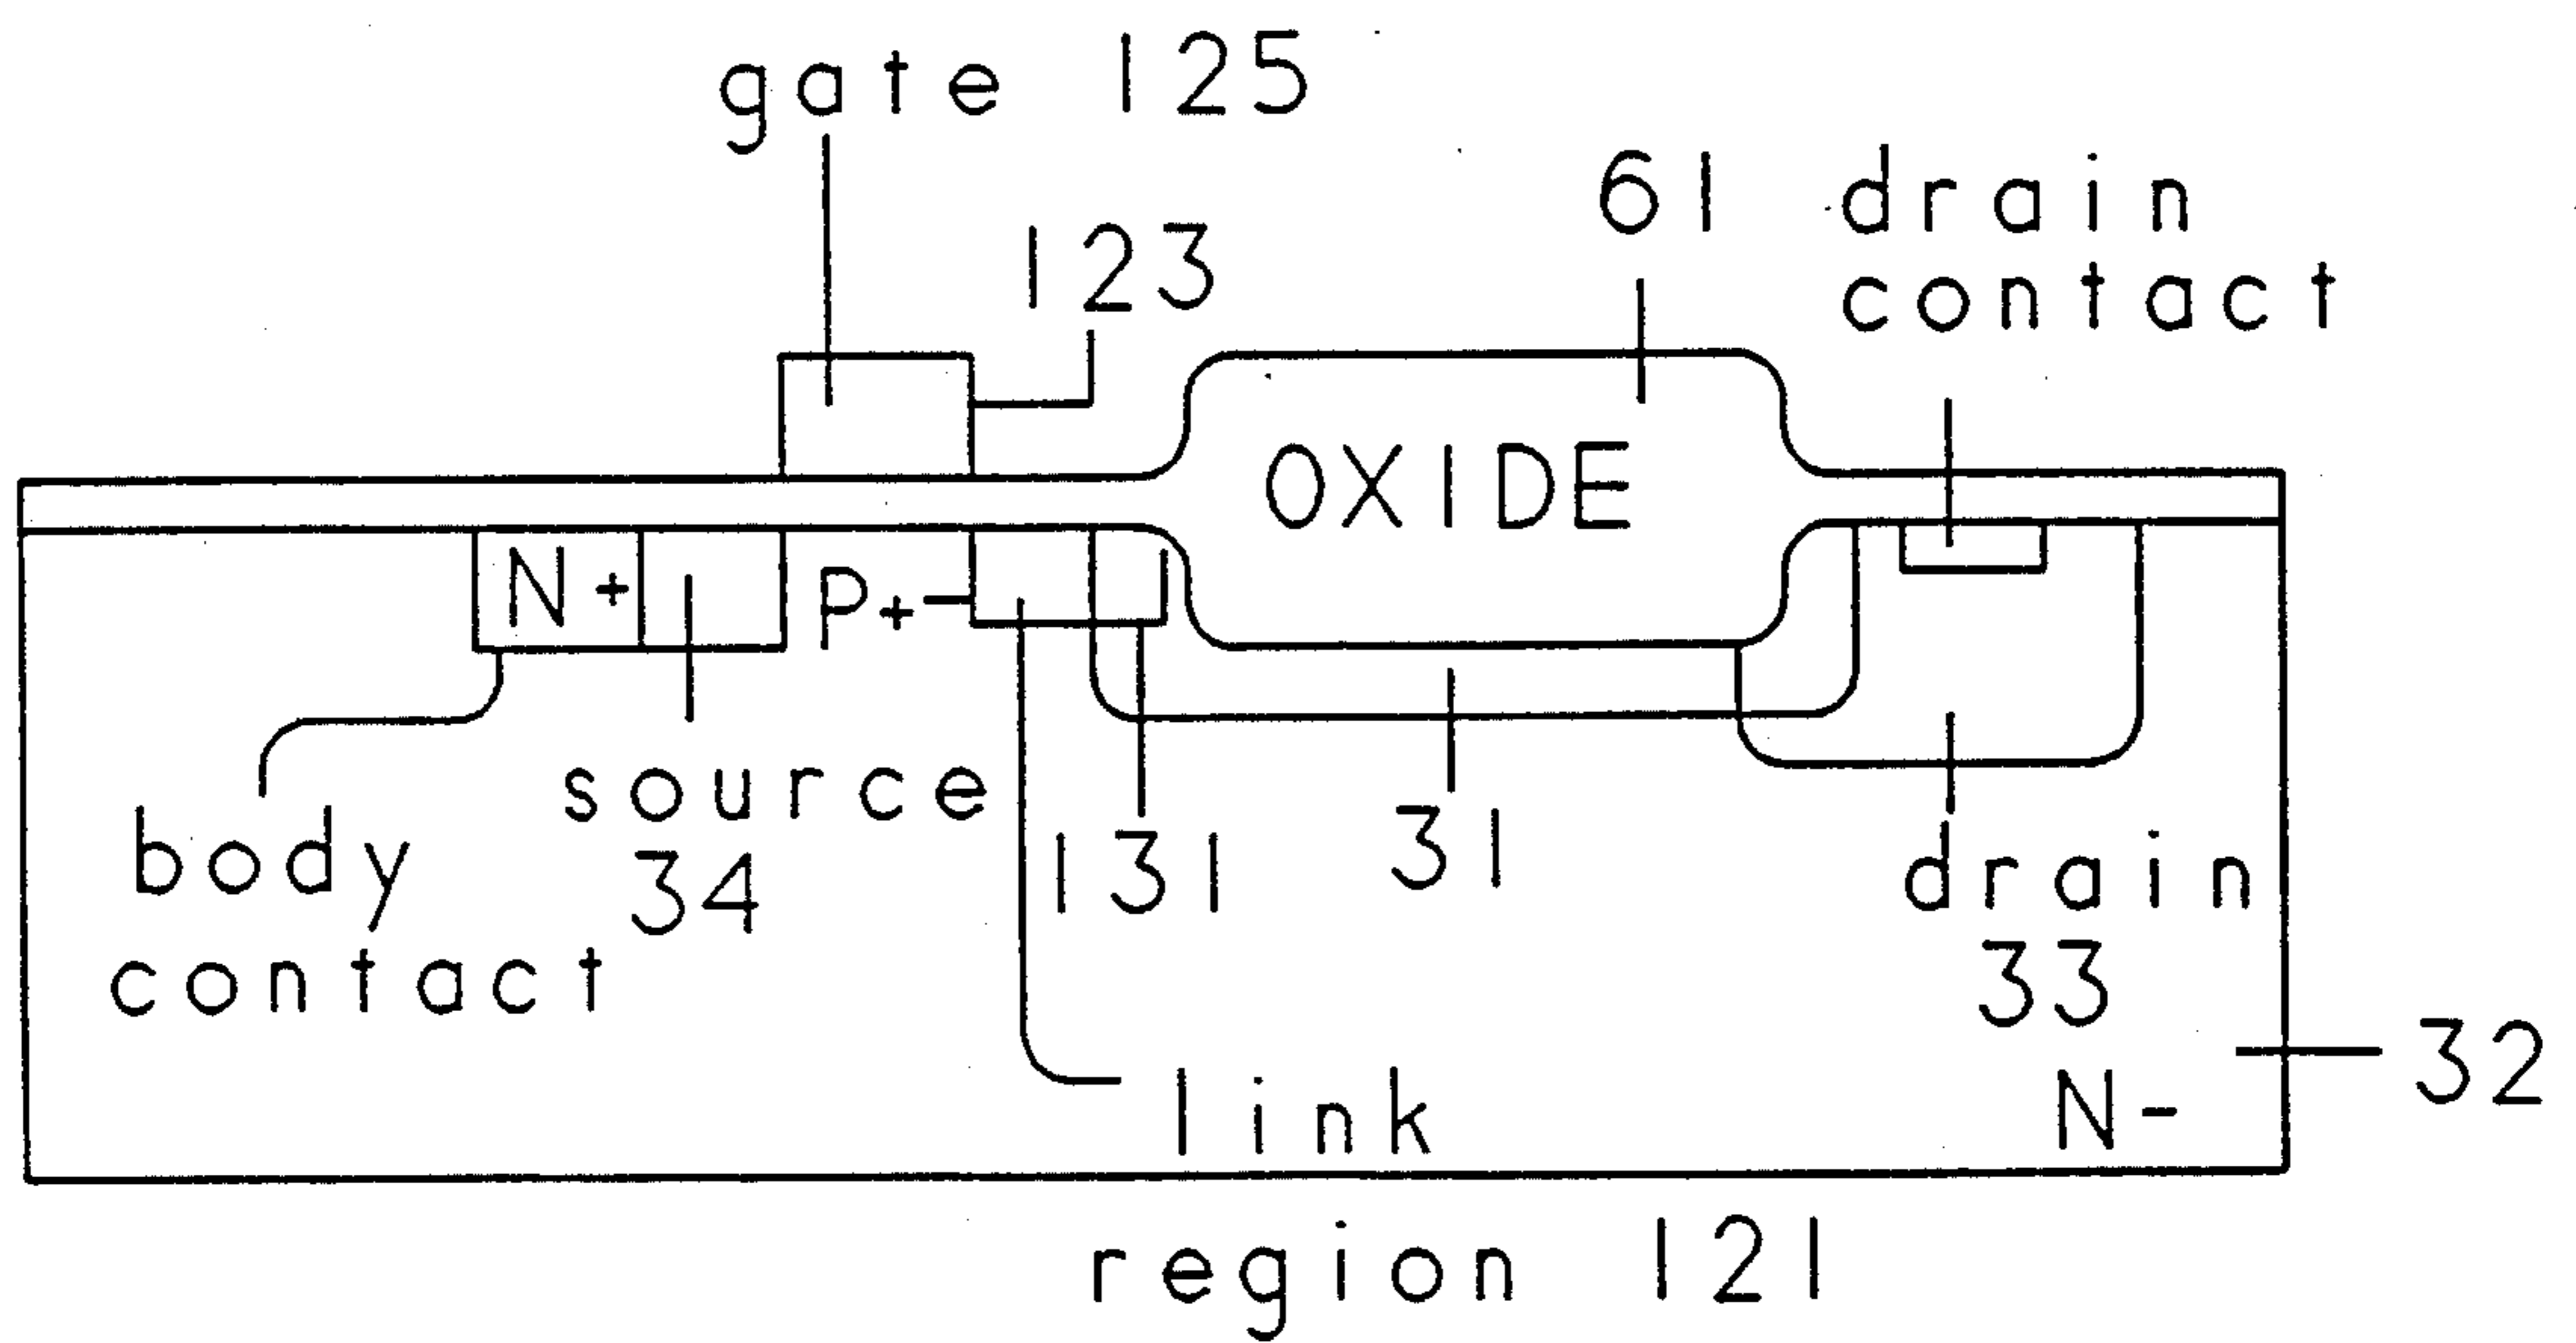 gate 125
123
61 drain
contact
OXIDE
N+
P+
source
34
body
contact
131
31
drain
33
32
N-
link
region 121